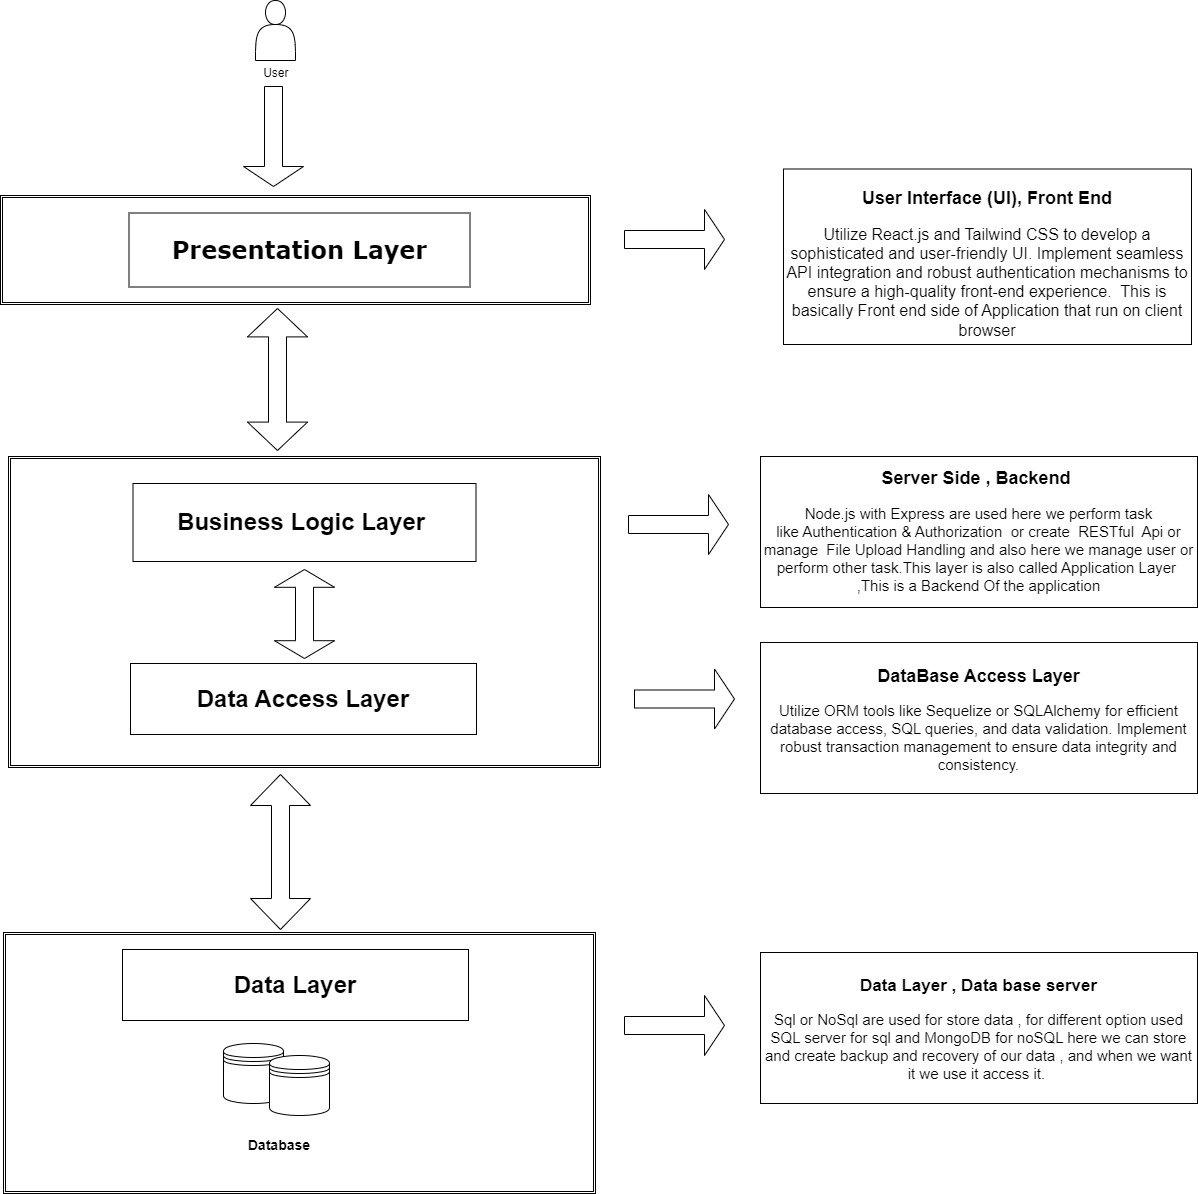 User
Presentation Layer
User Interface (UI), Front End
Utilize React.js and Tailwind CSS to develop a
sophisticated and user-friendly UI. Implement seamless
API integration and robust authentication mechanisms to
ensure a high-quality front-end experience.  This is
basically Front end side of Application that run on client
browser
Business Logic Layer
Server Side , Backend
Node.js with Express are used here we perform task
like Authentication & Authorization  or create  RESTful  Api or
manage  File Upload Handling and also here we manage user or
perform other task.This layer is also called Application Layer
,This is a Backend Of the application
Data Access Layer
DataBase Access Layer
Utilize ORM tools like Sequelize or SQLAlchemy for efficient
database access, SQL queries, and data validation. Implement
robust transaction management to ensure data integrity and
consistency.
Data Layer
Database
Data Layer , Data base server
Sql or NoSql are used for store data , for different option used
SQL server for sql and MongoDB for noSQL here we can store
and create backup and recovery of our data , and when we want
it we use it access it.